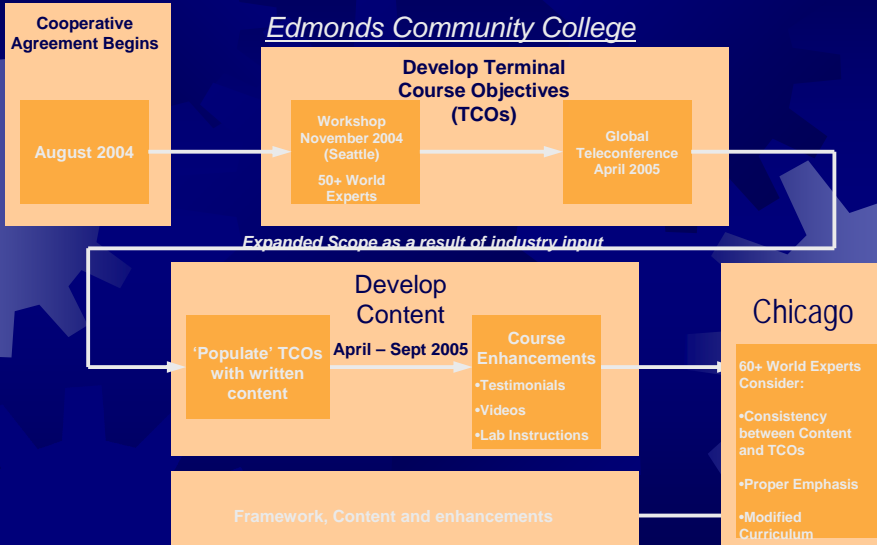 Cooperative
Agreement Begins
Edmonds Community College
Develop Terminal
Course Objectives
(TCOs)
August 2004
Workshop
November 2004
(Seattle)
50+ World
Experts
Global
Teleconference
April 2005
Expanded Scope as a result of industry input
Develop
Content
April – Sept 2005
'Populate' TCOs
with written
content
Course
Enhancements
•Testimonials
•Videos
•Lab Instructions
Chicago
60+ World Experts
Consider:
•Consistency
between Content
and TCOs
•Proper Emphasis
•Modified
Curriculum
Framework, Content and enhancements